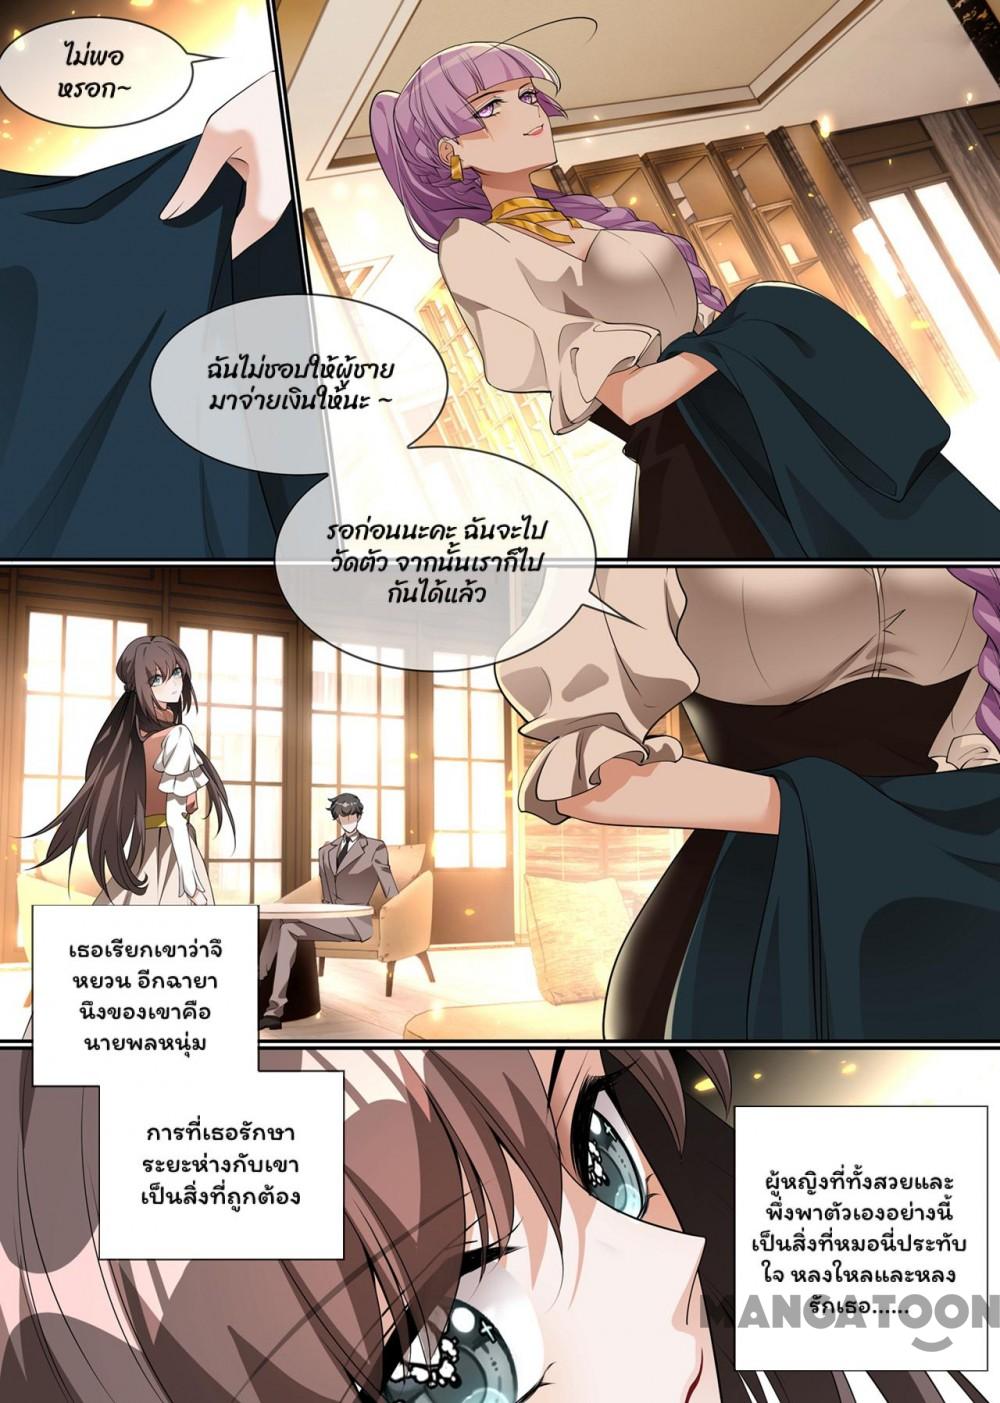 ไม่พอ
หรอก~
ฉันไม่ชอบให้ผู้ชาย
มาจ่ายเงินให้นะ ~
รอก่อนนะคะ ฉันจะไป
วัดตัว จากนั้นเราก็ไป
กันได้แล้ว
เธอเรียกเขาว่าจึ
หยวน อีกฉายา
นึงของเขาคือ
นายพลหนุ่ม
การที่เธอรักษา
ระยะห่างกับเขา
เป็นสิ่งที่ถูกต้อง
ผู้หญิงที่ทั้งสวยและ
พึ่งพาตัวเองอย่างนี้
เป็นสิ่งที่หมอนี่ประทับ
ใจ หลงใหลและหลง
รักเธอ......
MANGATOON